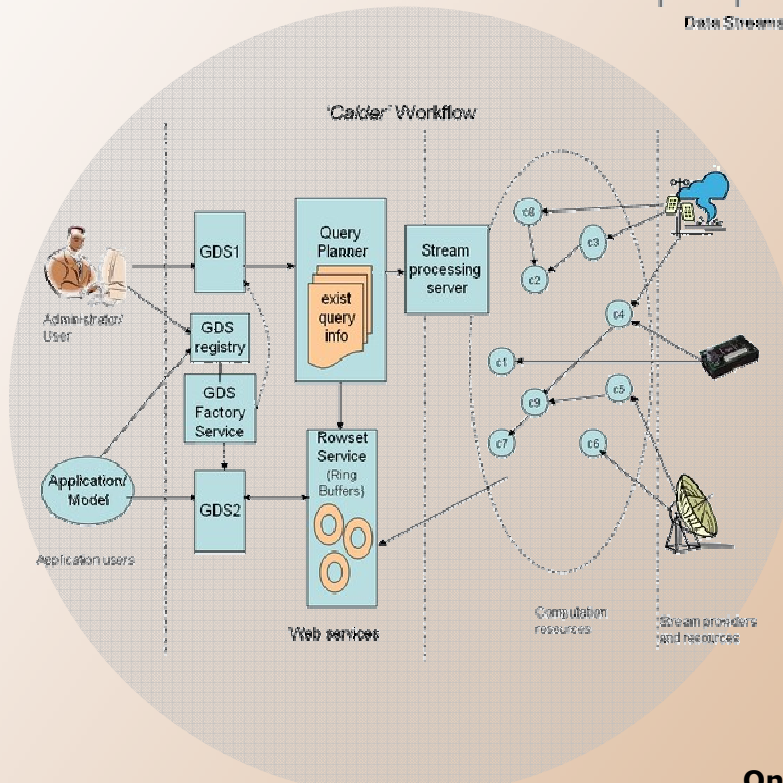 Data Streams
'Calder' Workflow
Administrator/
User
GDS1
GDS
registry
GDS
Factory
Service
GDS2
Application/
Model
Application users
Query
Planner
exist
query
info
Rowset
Service
(Ring
Buffers)
Web services
Stream
processing
server
c8
c3
c2
c4
c1
c9
c5
c7
c6
Computation
resources
Stream providers
and resources
On